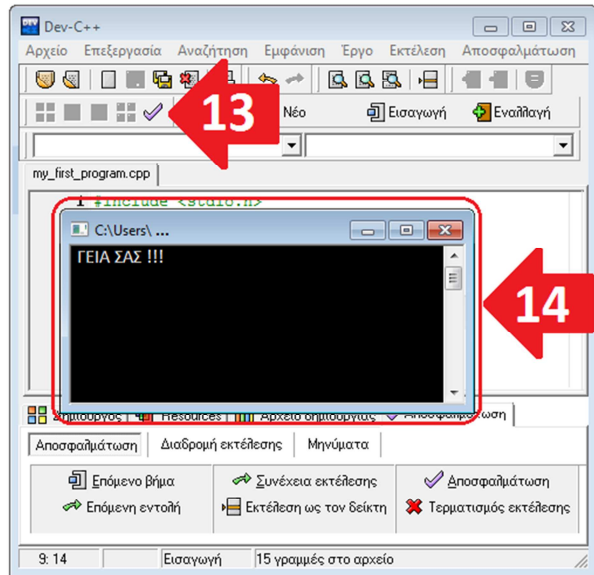 Dev-C++
Αρχείο Επεξεργασία Αναζήτηση Εμφάνιση Έργο Εκτέλεση Αποσφαλμάτωση
13
Νέο Εισαγωγή Εναλλαγή
my_first_program.cpp
1 #include <stdio.h>
C:\Users\ ...
ΓΕΙΑ ΣΑΣ !!!
14
Δημιουργός Resources Αρχείο δημιουργίας Αποσφαλμάτωση
Αποσφαλμάτωση Διαδρομή εκτέλεσης Μηνύματα
Επόμενο βήμα Συνέχεια εκτέλεσης Αποσφαλμάτωση
Επόμενη εντολή Εκτέλεση ως τον δείκτη Τερματισμός εκτέλεσης
9: 14 Εισαγωγή 15 γραμμές στο αρχείο